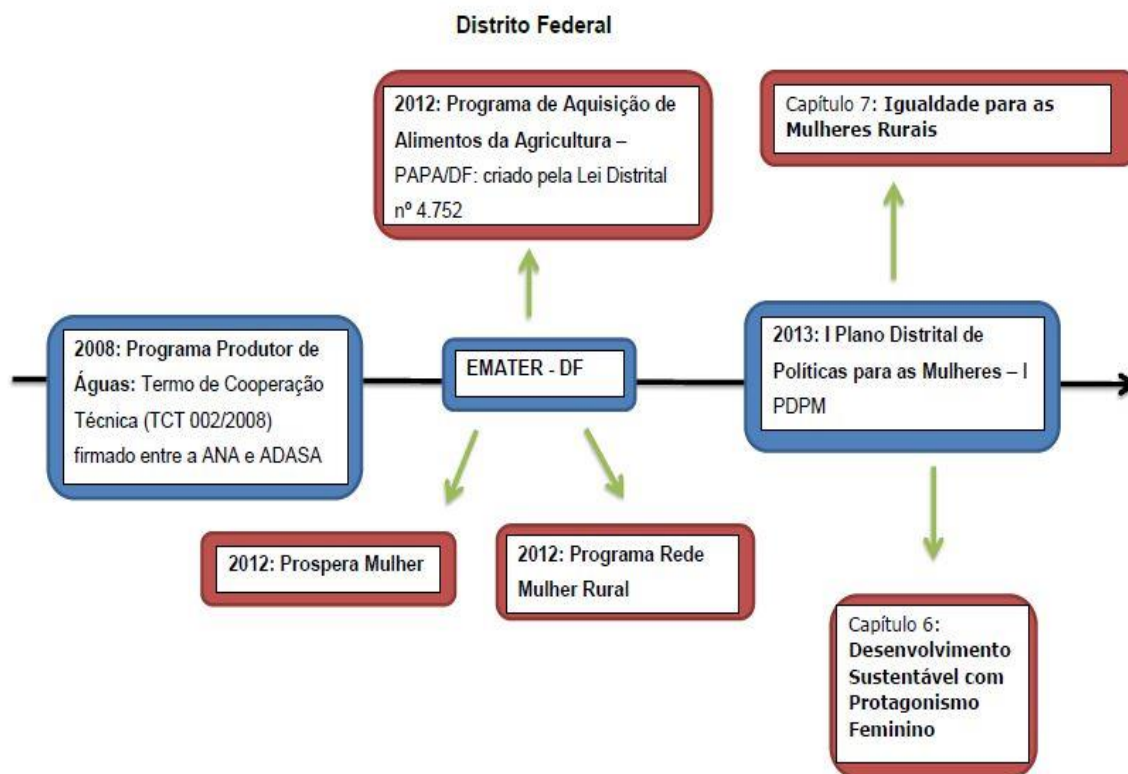 Distrito Federal
2012: Programa de Aquisição de
Alimentos da Agricultura –
PAPA/DF: criado pela Lei Distrital
nº 4.752
Capítulo 7: Igualdade para as
Mulheres Rurais
2008: Programa Produtor de
Águas: Termo de Cooperação
Técnica (TCT 002/2008)
firmado entre a ANA e ADASA
EMATER - DF
2013: I Plano Distrital de
Políticas para as Mulheres – I
PDPM
2012: Prospera Mulher
2012: Programa Rede
Mulher Rural
Capítulo 6:
Desenvolvimento
Sustentável com
Protagonismo
Feminino